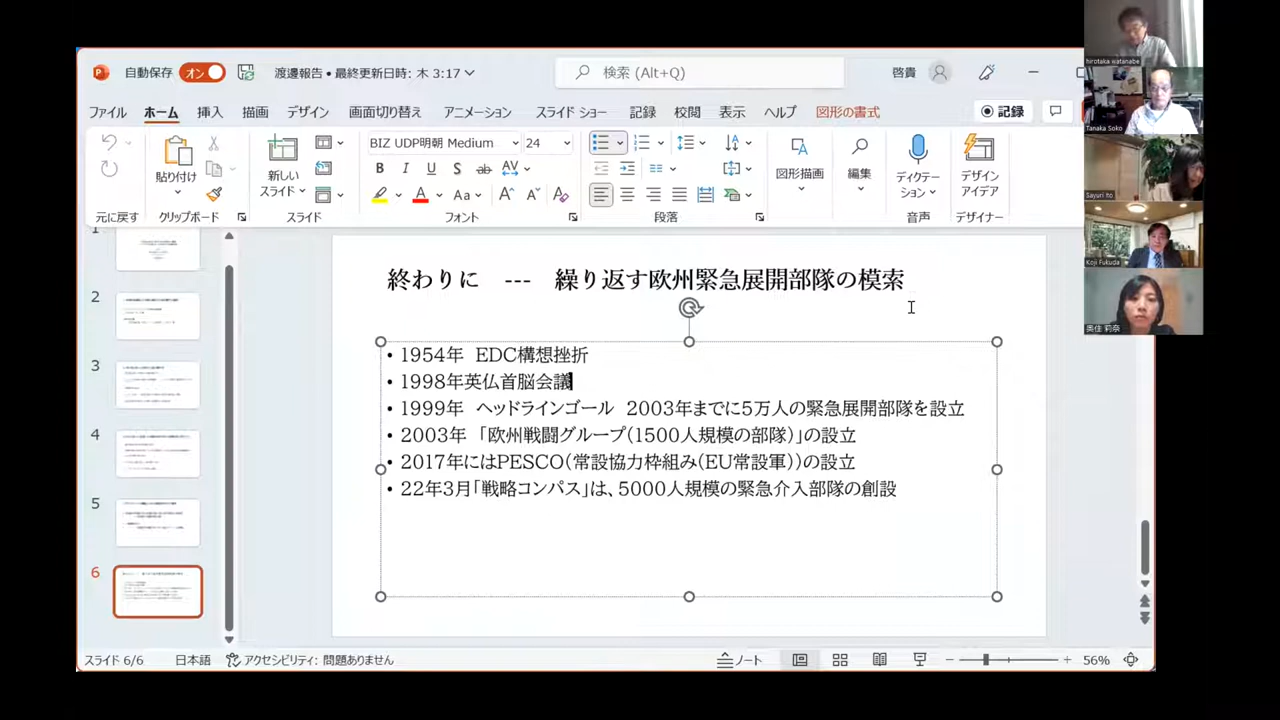 自動保存 オン 渡邊報告 • 最終更新日時: 木 3:17 検索 (Alt+Q) 啓貴
ファイル ホーム 挿入 描画 デザイン 画面切り替え アニメーション スライド ショー 記録 校閲 表示 ヘルプ 図形の書式 記録
BIZ UDP明朝 Medium 24
貼り付け 新しいスライド 図形描画 編集 ディクテーション デザイン アイデア
元に戻す クリップボード スライド フォント 段落 音声 デザイナー
1
2
3
4
5
6
終わりに --- 繰り返す欧州緊急展開部隊の模索
• 1954年 EDC構想挫折
• 1998年英仏首脳会議
• 1999年 ヘッドラインゴール 2003年までに5万人の緊急展開部隊を設立
• 2003年 「欧州戦闘グループ(1500人規模の部隊)」の設立
• 2017年にはPESCO(常設協力枠組み(EU常設軍))の設立
• 22年3月「戦略コンパス」は、5000人規模の緊急介入部隊の創設
スライド 6/6 日本語 アクセシビリティ: 問題ありません ノート 56%
hirotaka watanabe
Tanaka Soko
Sayuri Ito
Koji Fukuda
奥住 莉奈